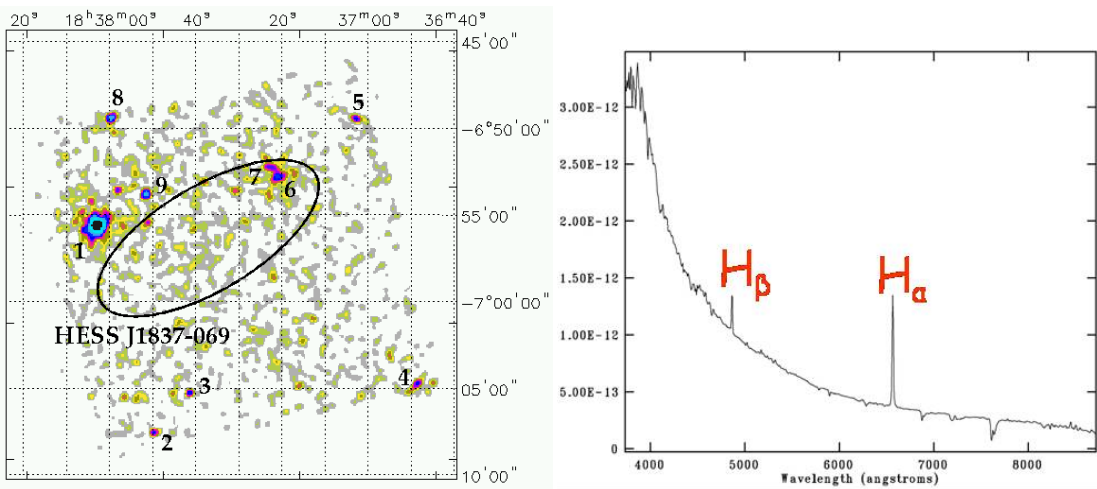 20ˢ 18ʰ38ᵐ00ˢ 40ˢ 20ˢ 37ᵐ00ˢ 36ᵐ40ˢ
45'00"
8
5
-6°50'00"
7
6
9
55'00"
1
-7°00'00"
HESS J1837-069
4
3
05'00"
2
10'00"
3.00E-12
2.50E-12
2.00E-12
1.50E-12
1.00E-12
5.00E-13
Hβ
Hα
4000 5000 6000 7000 8000
Wavelength (angstroms)